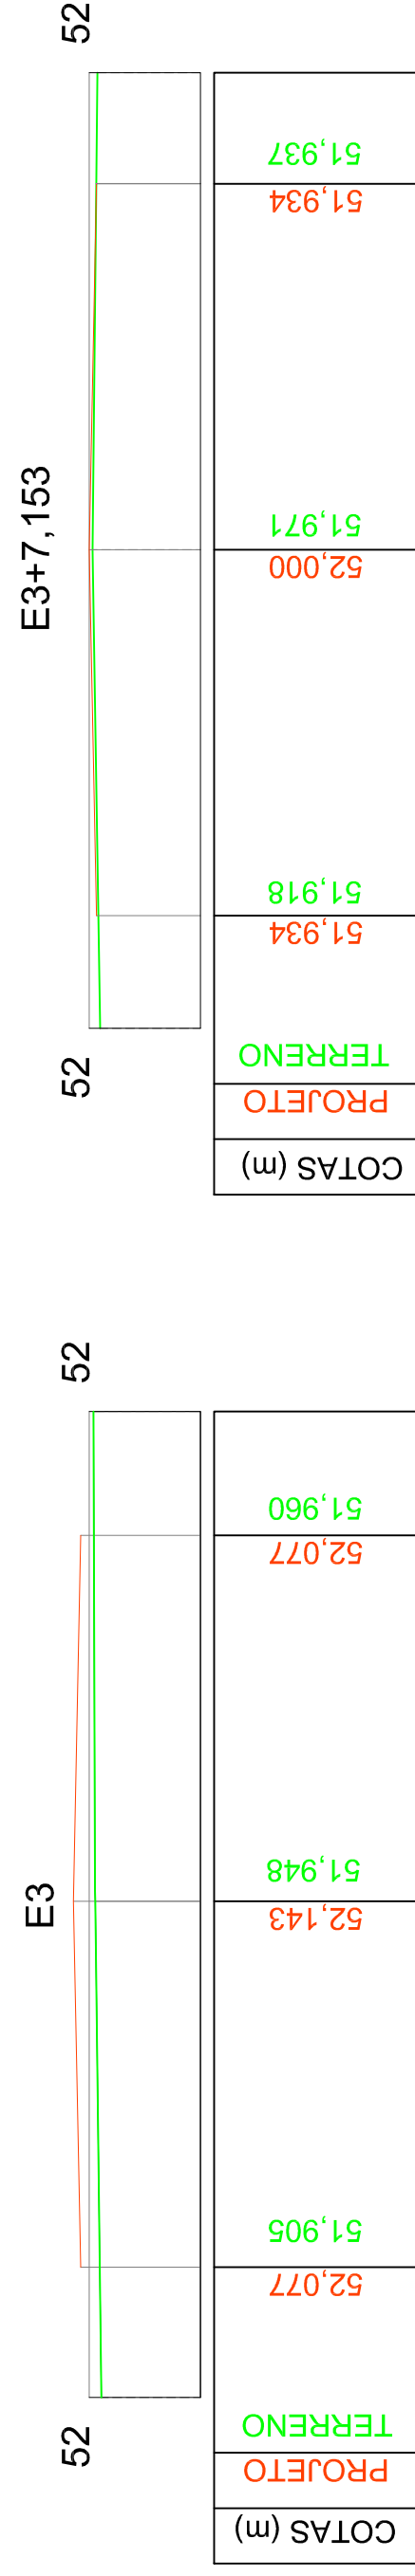 E3+7,153
52
52
51,937
51,934
51,971
52,000
51,918
51,934
TERRENO
PROJETO
COTAS (m)
E3
52
52
51,960
52,077
51,948
52,143
51,905
52,077
TERRENO
PROJETO
COTAS (m)